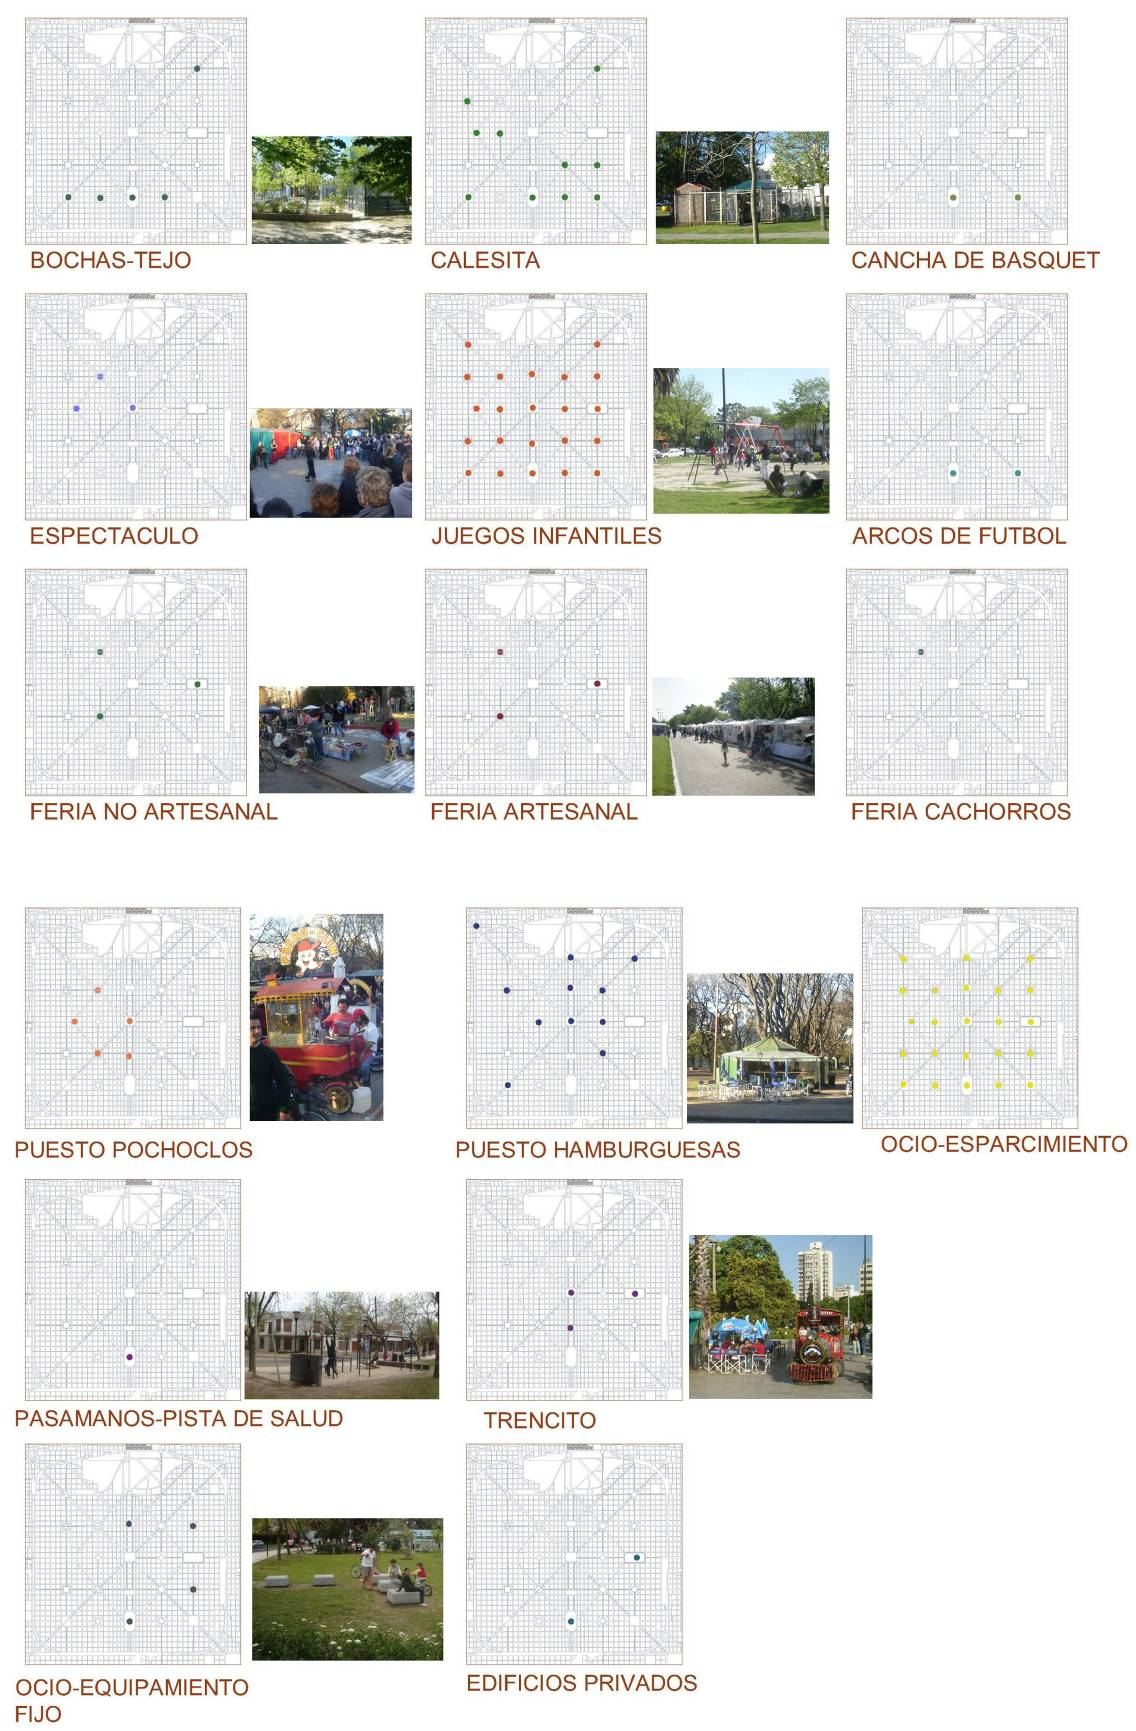 BOCHAS-TEJO
CALESITA
CANCHA DE BASQUET
ESPECTACULO
JUEGOS INFANTILES
ARCOS DE FUTBOL
FERIA NO ARTESANAL
FERIA ARTESANAL
FERIA CACHORROS
PUESTO POCHOCLOS
PUESTO HAMBURGUESAS
OCIO-ESPARCIMIENTO
PASAMANOS-PISTA DE SALUD
TRENCITO
OCIO-EQUIPAMIENTO
FIJO
EDIFICIOS PRIVADOS